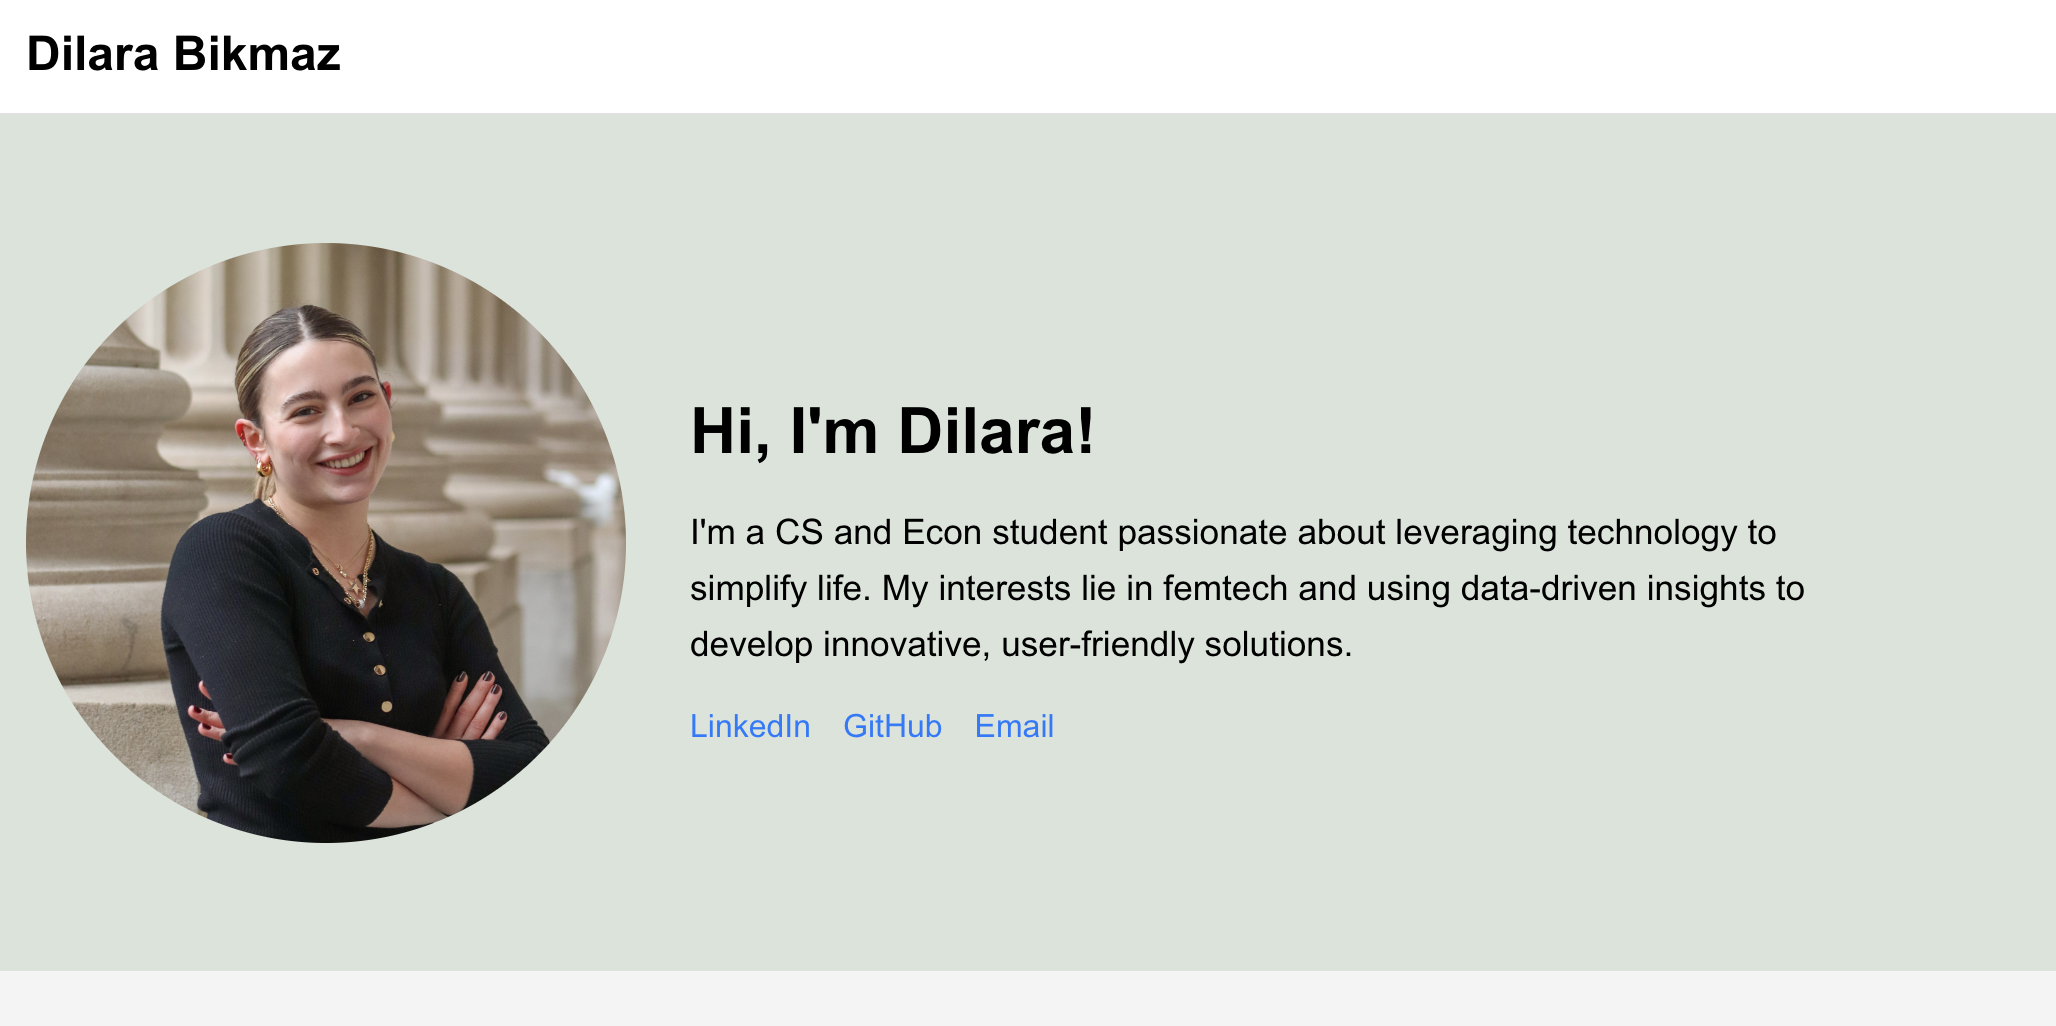 Dilara Bikmaz
Hi, I'm Dilara!
I'm a CS and Econ student passionate about leveraging technology to
simplify life. My interests lie in femtech and using data-driven insights to
develop innovative, user-friendly solutions.
LinkedIn GitHub Email